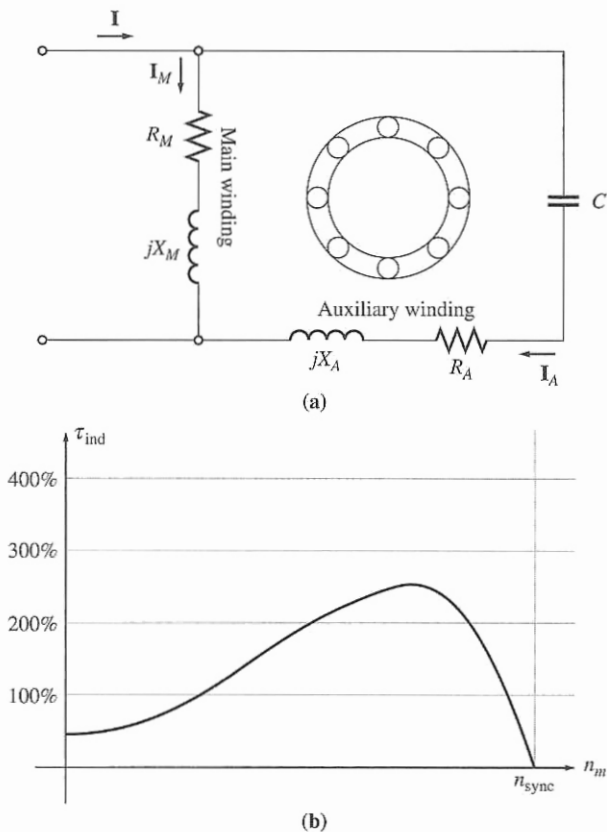 I
I_M
R_M
Main winding
jX_M
C
Auxiliary winding
jX_A
R_A
I_A
(a)
τ_ind
400%
300%
200%
100%
n_sync
n_m
(b)